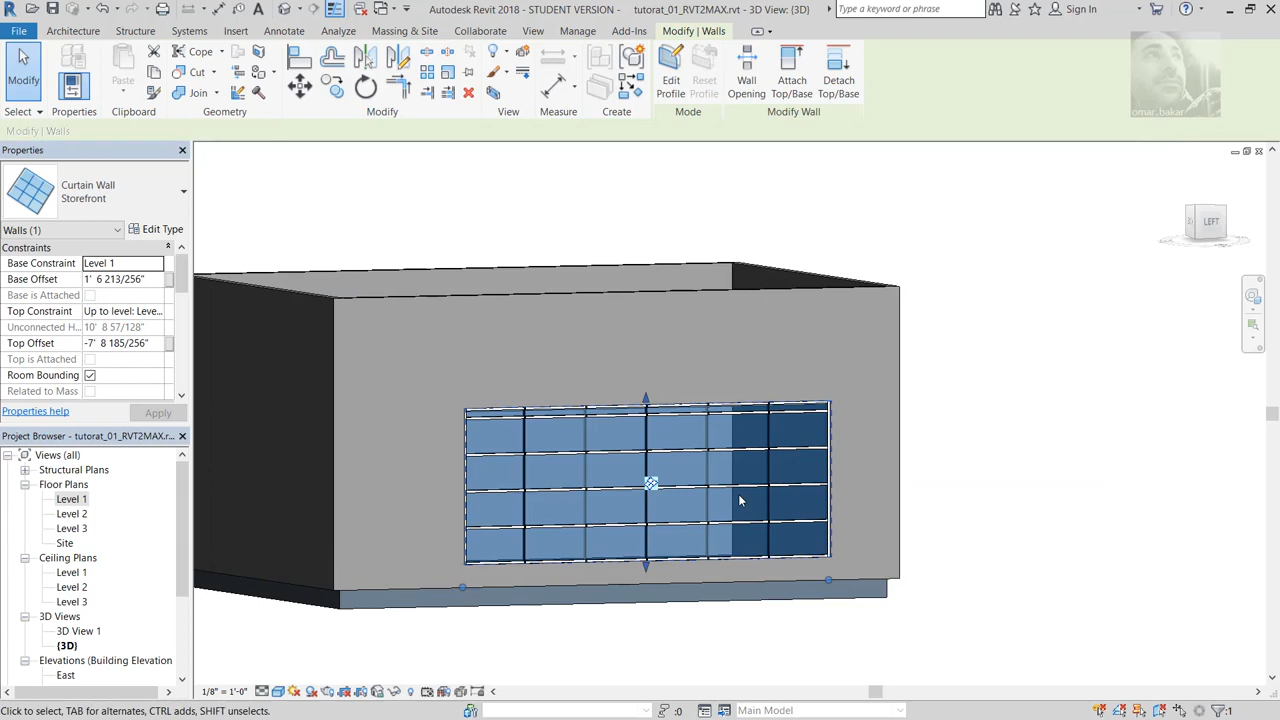 Autodesk Revit 2018 - STUDENT VERSION - tutorat_01_RVT2MAX.rvt - 3D View: {3D}
Type a keyword or phrase
Sign In
File Architecture Structure Systems Insert Annotate Analyze Massing & Site Collaborate View Manage Add-Ins Modify | Walls
Modify
Properties
Paste
Cope
Cut
Join
Edit Profile
Reset Profile
Wall Opening
Attach Top/Base
Detach Top/Base
Select Properties Clipboard Geometry Modify View Measure Create Mode Modify Wall
omar.bakar
Modify | Walls
Properties
Curtain Wall
Storefront
Walls (1) Edit Type
Constraints
Base Constraint Level 1
Base Offset 1' 6 213/256"
Base is Attached
Top Constraint Up to level: Leve...
Unconnected H... 10' 8 57/128"
Top Offset -7' 8 185/256"
Top is Attached
Room Bounding
Related to Mass
Properties help Apply
Project Browser - tutorat_01_RVT2MAX.r...
Views (all)
Structural Plans
Floor Plans
Level 1
Level 2
Level 3
Site
Ceiling Plans
Level 1
Level 2
Level 3
3D Views
3D View 1
{3D}
Elevations (Building Elevation
East
LEFT
1/8" = 1'-0"
Click to select, TAB for alternates, CTRL adds, SHIFT unselects.
:0
Main Model
:1